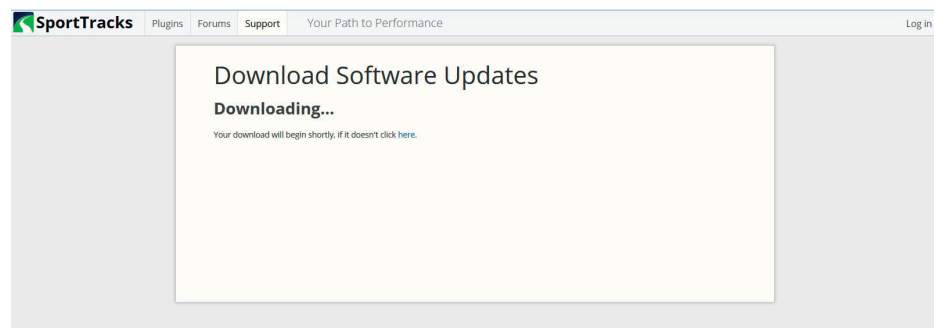 SportTracks Plugins Forums Support Your Path to Performance Log in
Download Software Updates
Downloading...
Your download will begin shortly, if it doesn't click here.